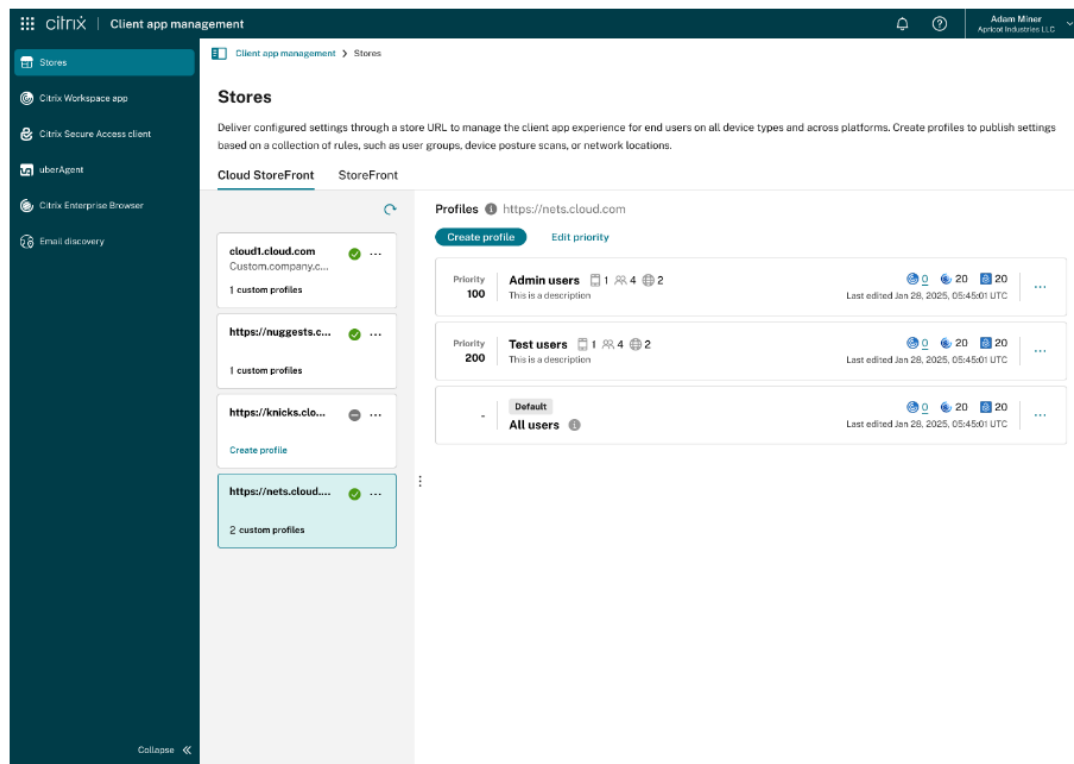 citrix | Client app management
Adam Miner
Apricot Industries LLC
Stores
Citrix Workspace app
Citrix Secure Access client
uberAgent
Citrix Enterprise Browser
Email discovery
Collapse
Client app management > Stores
Stores
Deliver configured settings through a store URL to manage the client app experience for end users on all device types and across platforms. Create profiles to publish settings
based on a collection of rules, such as user groups, device posture scans, or network locations.
Cloud StoreFront StoreFront
cloud1.cloud.com
Custom.company.c...
1 custom profiles
https://nuggests.c...
1 custom profiles
https://knicks.clo...
Create profile
https://nets.cloud....
2 custom profiles
Profiles https://nets.cloud.com
Create profile Edit priority
Priority
100
Admin users 1 4 2
This is a description
0 20 20
Last edited Jan 28, 2025, 05:45:01 UTC
Priority
200
Test users 1 4 2
This is a description
0 20 20
Last edited Jan 28, 2025, 05:45:01 UTC
-
Default
All users
0 20 20
Last edited Jan 28, 2025, 05:45:01 UTC